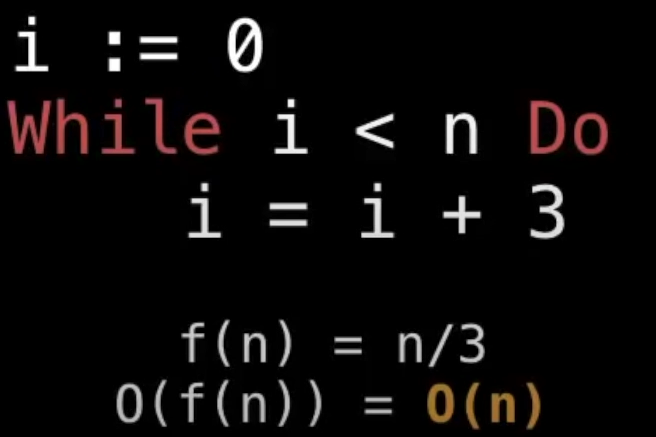 i := 0
While i < n Do
i = i + 3
f(n) = n/3
O(f(n)) = O(n)